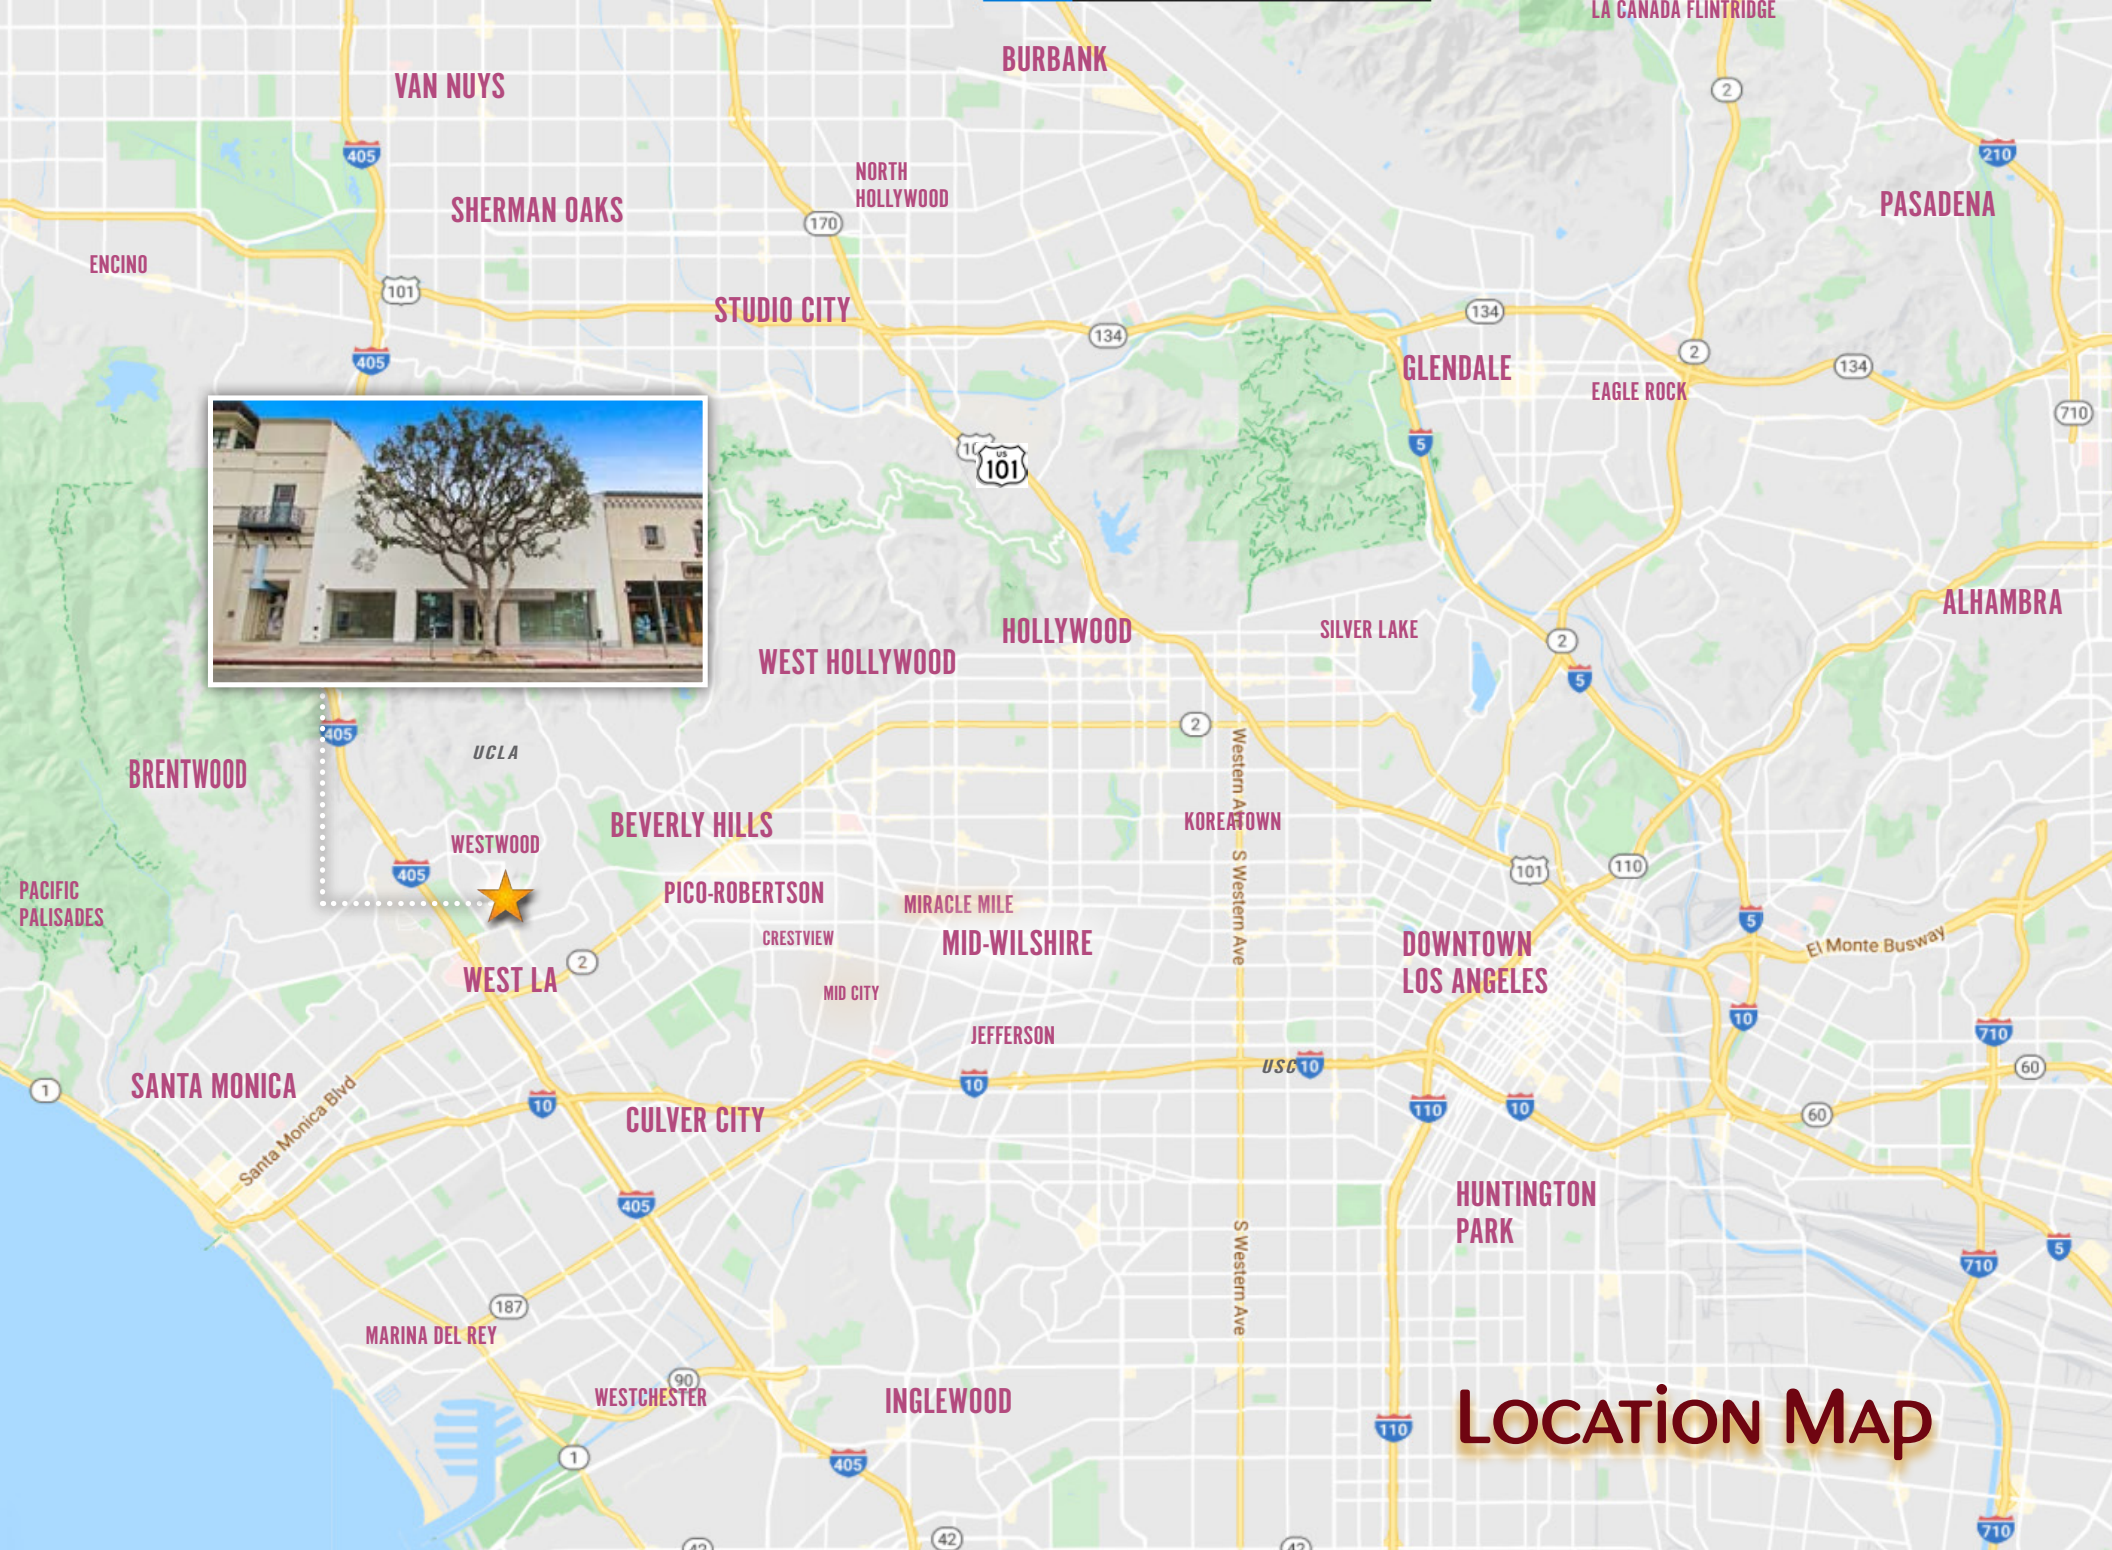 LA CANADA FLINTRIDGE
BURBANK
VAN NUYS
2
405
210
NORTH
HOLLYWOOD
PASADENA
SHERMAN OAKS
170
ENCINO
101
STUDIO CITY
134
134
2
405
134
GLENDALE
EAGLE ROCK
710
5
US
101
ALHAMBRA
HOLLYWOOD
SILVER LAKE
2
WEST HOLLYWOOD
5
2
405
UCLA
BRENTWOOD
Western Ave
BEVERLY HILLS
KOREATOWN
WESTWOOD
405
101
110
PACIFIC
PALISADES
PICO-ROBERTSON
MIRACLE MILE
S Western Ave
5
CRESTVIEW
MID-WILSHIRE
DOWNTOWN
LOS ANGELES
El Monte Busway
2
WEST LA
MID CITY
10
710
JEFFERSON
USC
10
60
1
SANTA MONICA
10
10
110
10
60
Santa Monica Blvd
CULVER CITY
405
HUNTINGTON
PARK
S Western Ave
5
710
187
MARINA DEL REY
90
WESTCHESTER
INGLEWOOD
110
Location Map
1
405
710
42
42
42